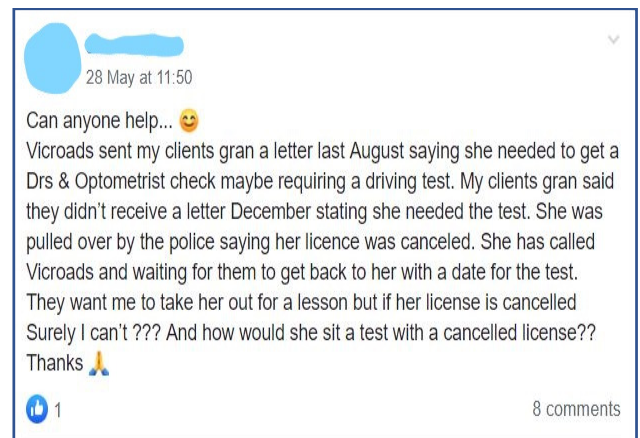 28 May at 11:50
Can anyone help... 😊
Vicroads sent my clients gran a letter last August saying she needed to get a
Drs & Optometrist check maybe requiring a driving test. My clients gran said
they didn't receive a letter December stating she needed the test. She was
pulled over by the police saying her licence was canceled. She has called
Vicroads and waiting for them to get back to her with a date for the test.
They want me to take her out for a lesson but if her license is cancelled
Surely I can't ??? And how would she sit a test with a cancelled license??
Thanks 🙏
1
8 comments